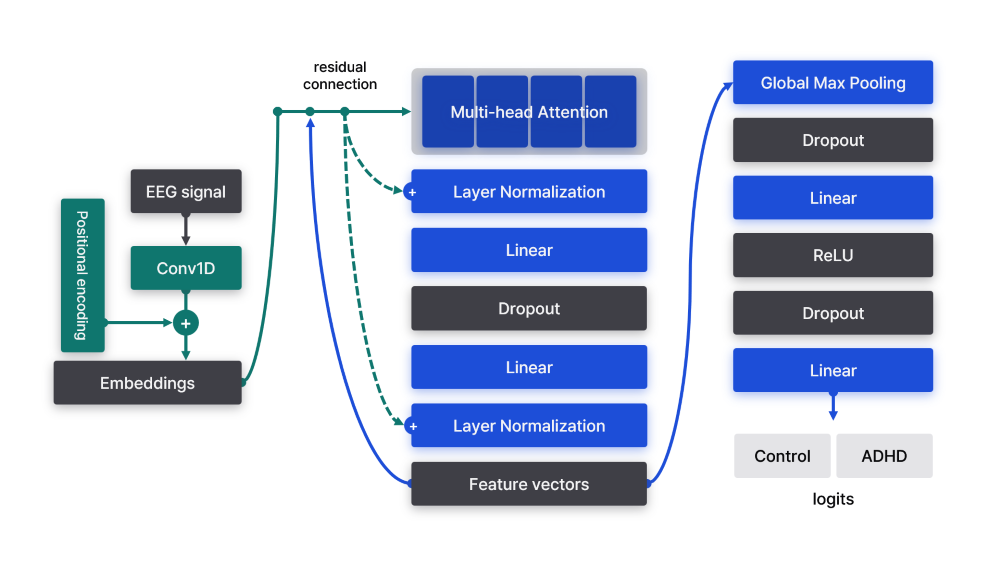 EEG signal
Positional encoding
Conv1D
+
Embeddings
residual
connection
Multi-head Attention
+
Layer Normalization
Linear
Dropout
Linear
+
Layer Normalization
Feature vectors
Global Max Pooling
Dropout
Linear
ReLU
Dropout
Linear
Control
ADHD
logits